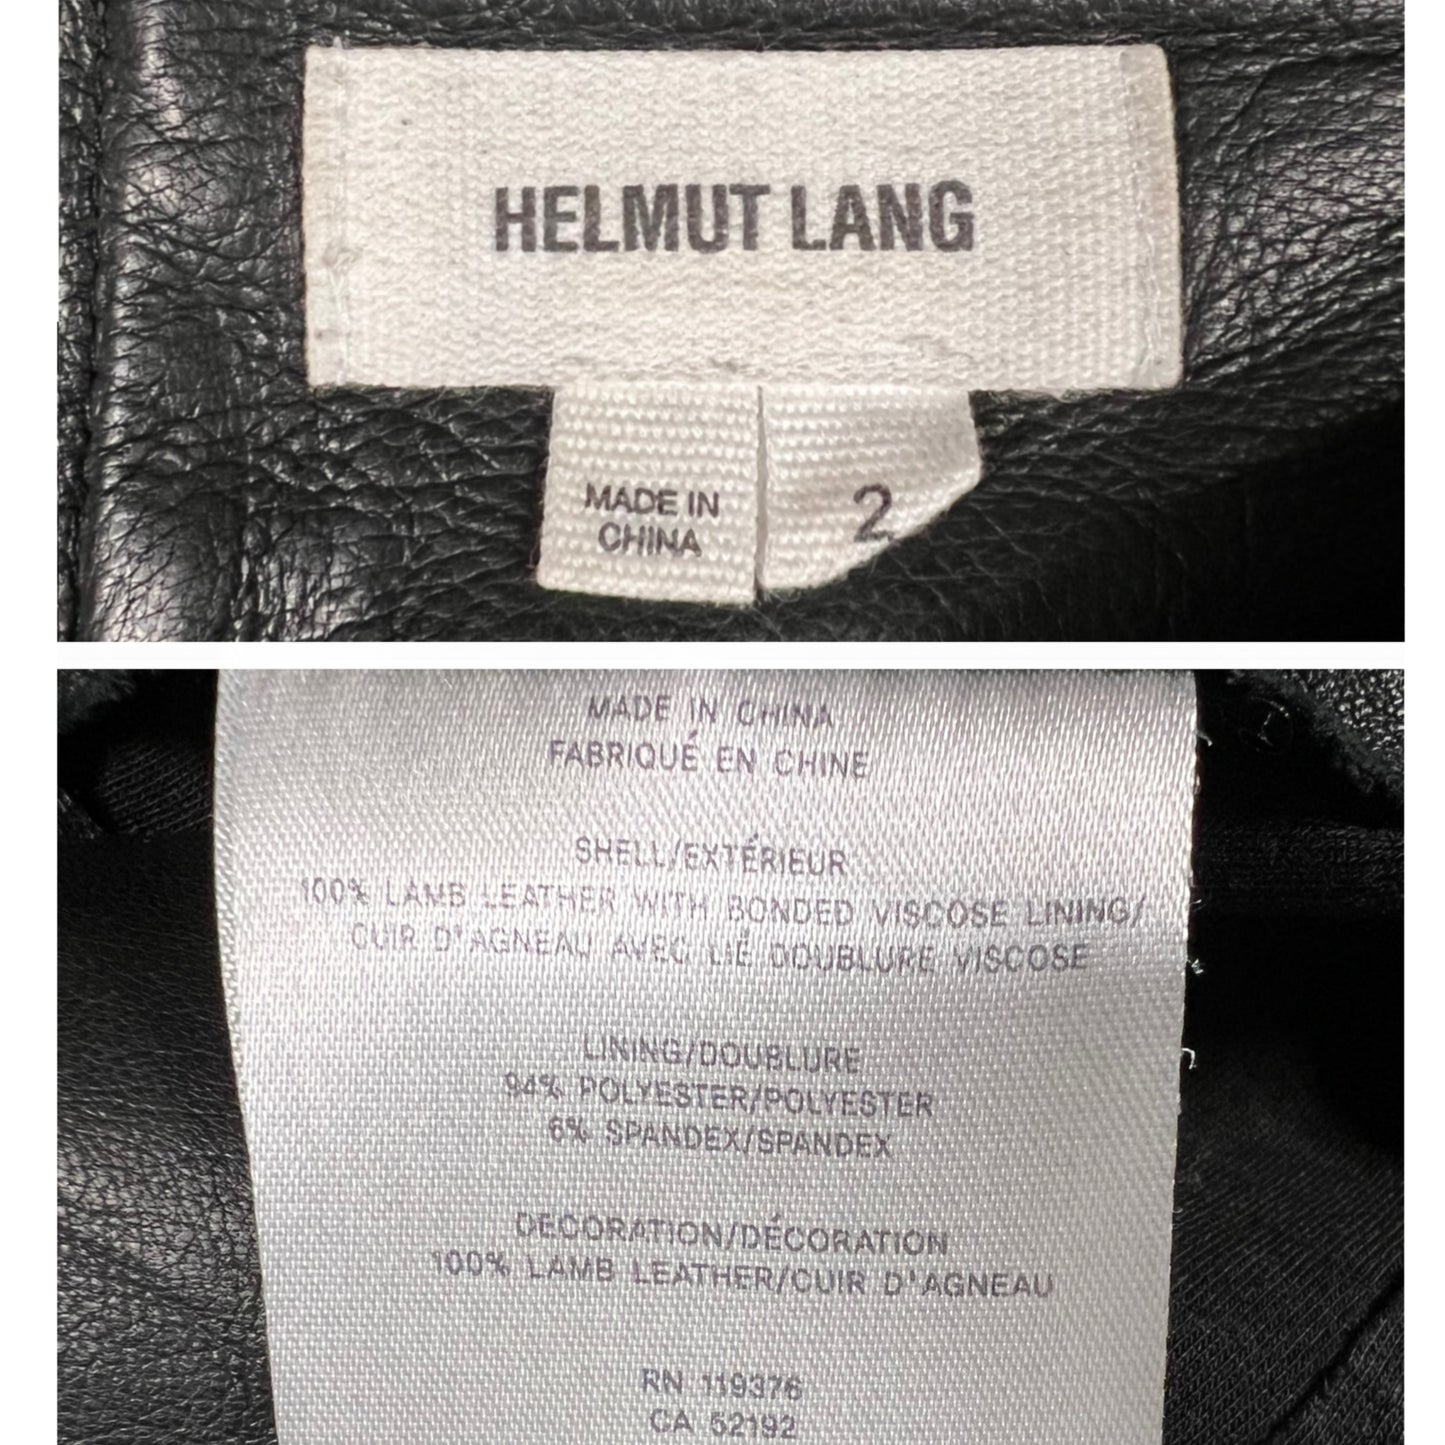 HELMUT LANG
MADE IN
CHINA
2
MADE IN CHINA
FABRIQUÉ EN CHINE
SHELL/EXTÉRIEUR
100% LAMB LEATHER WITH BONDED VISCOSE LINING/
CUIR D'AGNEAU AVEC LIÉ DOUBLURE VISCOSE
LINING/DOUBLURE
94% POLYESTER/POLYESTER
6% SPANDEX/SPANDEX
DECORATION/DÉCORATION
100% LAMB LEATHER/CUIR D'AGNEAU
RN 119376
CA 52192